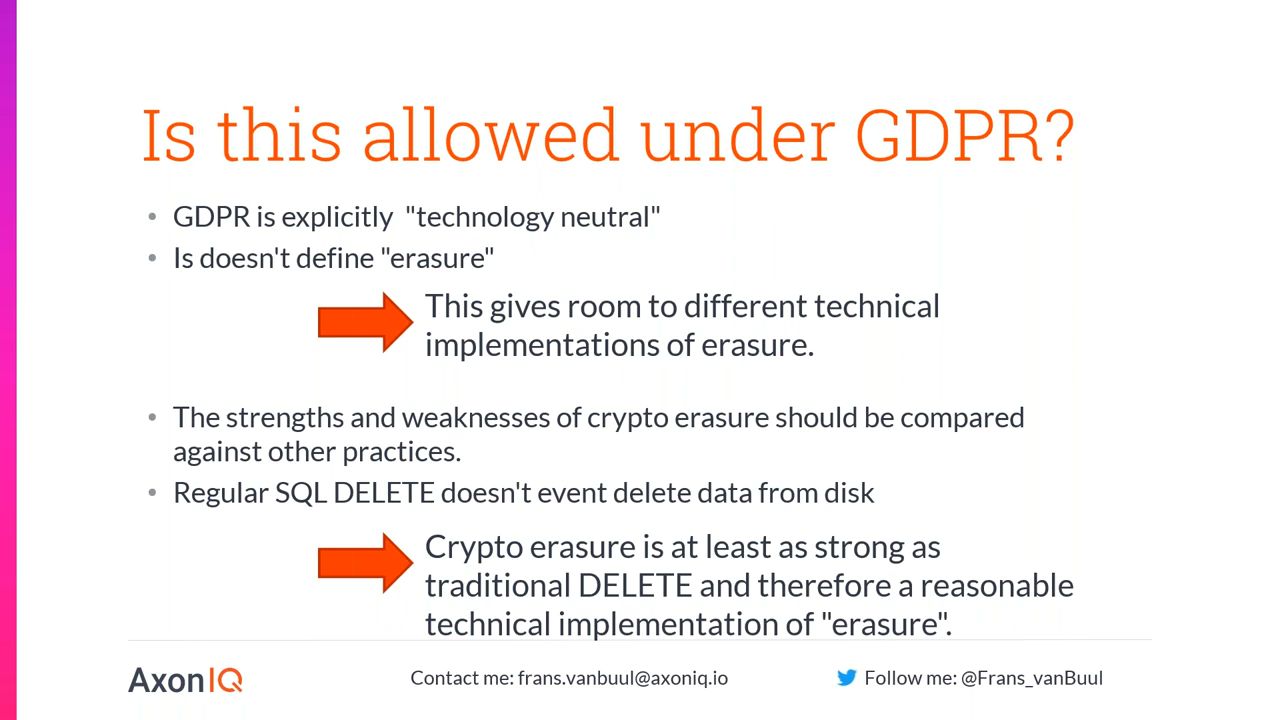 Is this allowed under GDPR?
• GDPR is explicitly "technology neutral"
• Is doesn't define "erasure"
This gives room to different technical
implementations of erasure.
• The strengths and weaknesses of crypto erasure should be compared
against other practices.
• Regular SQL DELETE doesn't event delete data from disk
Crypto erasure is at least as strong as
traditional DELETE and therefore a reasonable
technical implementation of "erasure".
AxonIQ
Contact me: frans.vanbuul@axoniq.io
Follow me: @Frans_vanBuul